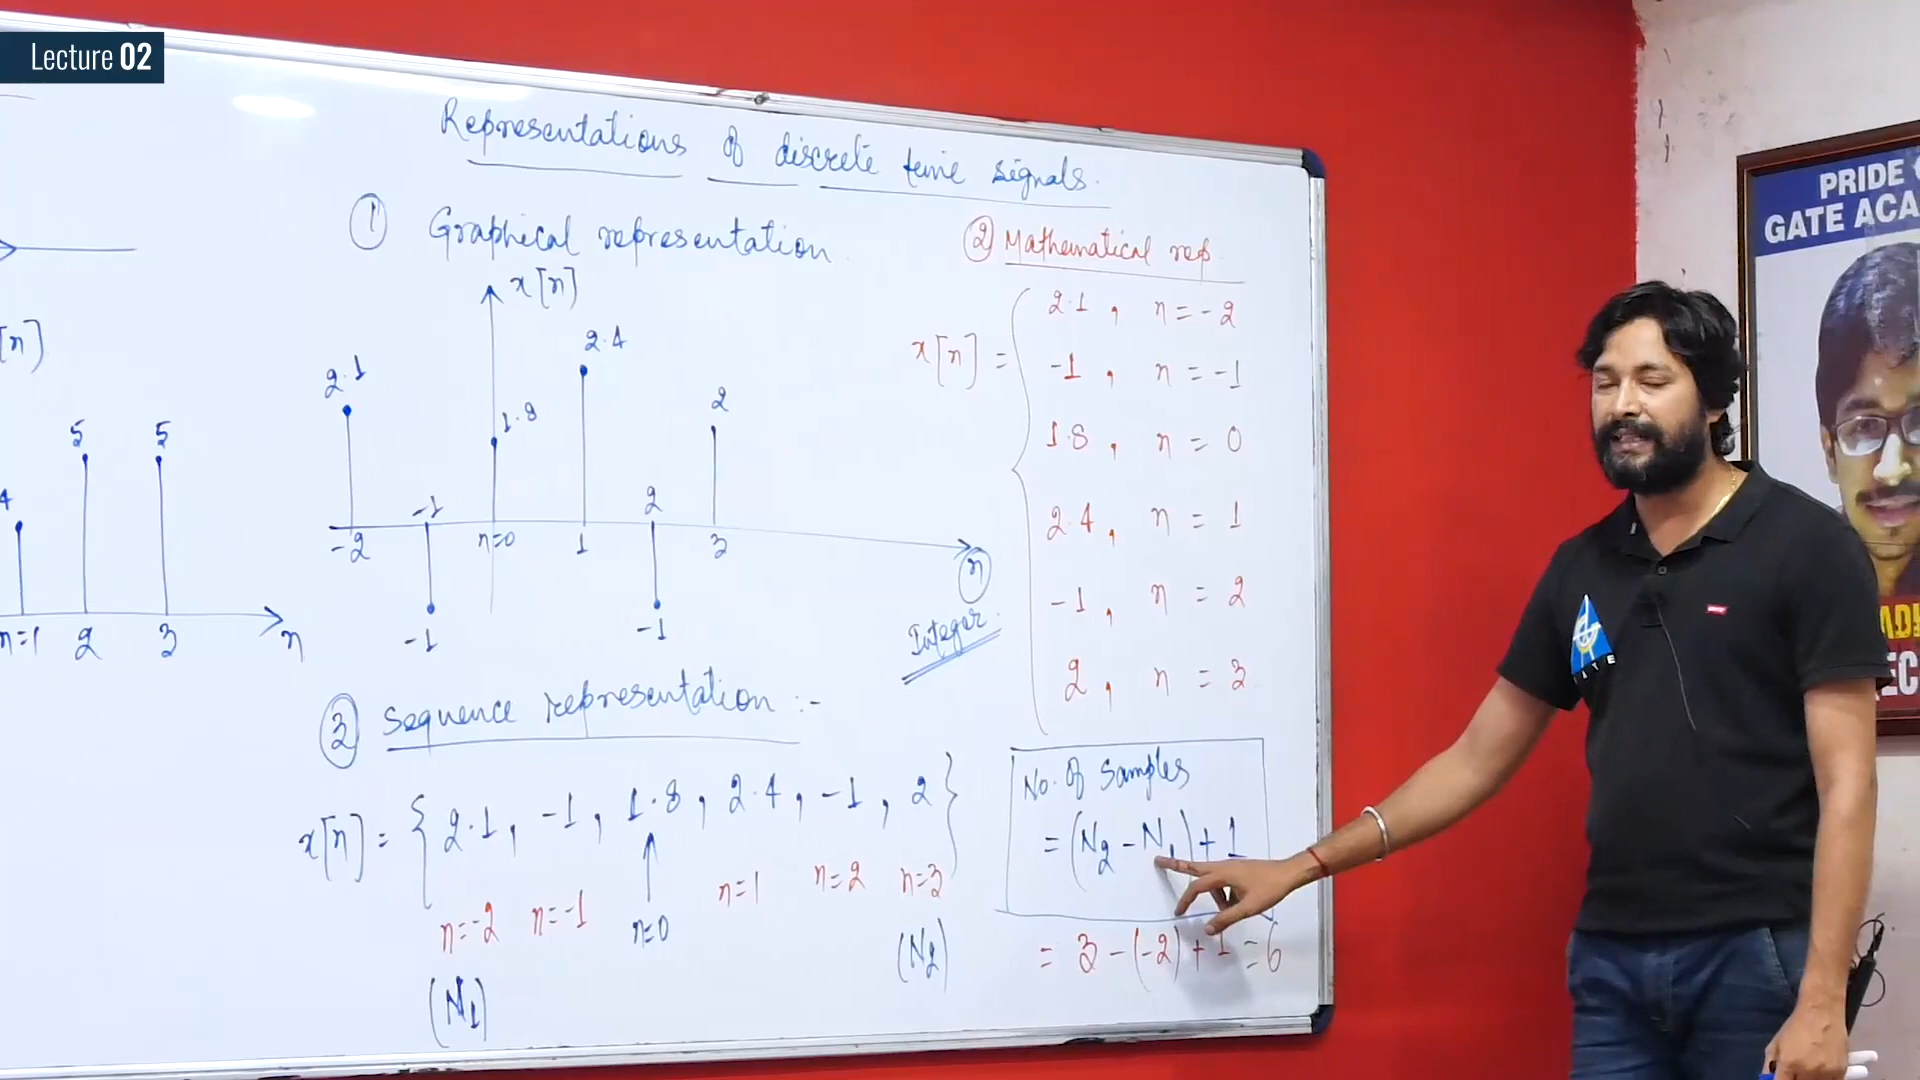 Lecture 02
Representations of discrete time signals.
① Graphical representation
x[n]
2.1
-1
1.8
2.4
2
2
-2
n=0
1
3
-1
-1
n
Integer.
② Mathematical rep.
x[n] =
2.1 , n = -2
-1 , n = -1
1.8 , n = 0
2.4 , n = 1
-1 , n = 2
2 , n = 3
[n]
4
5
5
n=1 2 3 n
③ Sequence representation :-
x[n] = { 2.1, -1, 1.8, 2.4, -1, 2 }
n=-2 n=-1 n=0 n=1 n=2 n=3
(N1) (N2)
No. of samples
= (N2 - N1) + 1
= 3 - (-2) + 1 = 6
PRIDE
GATE ACA